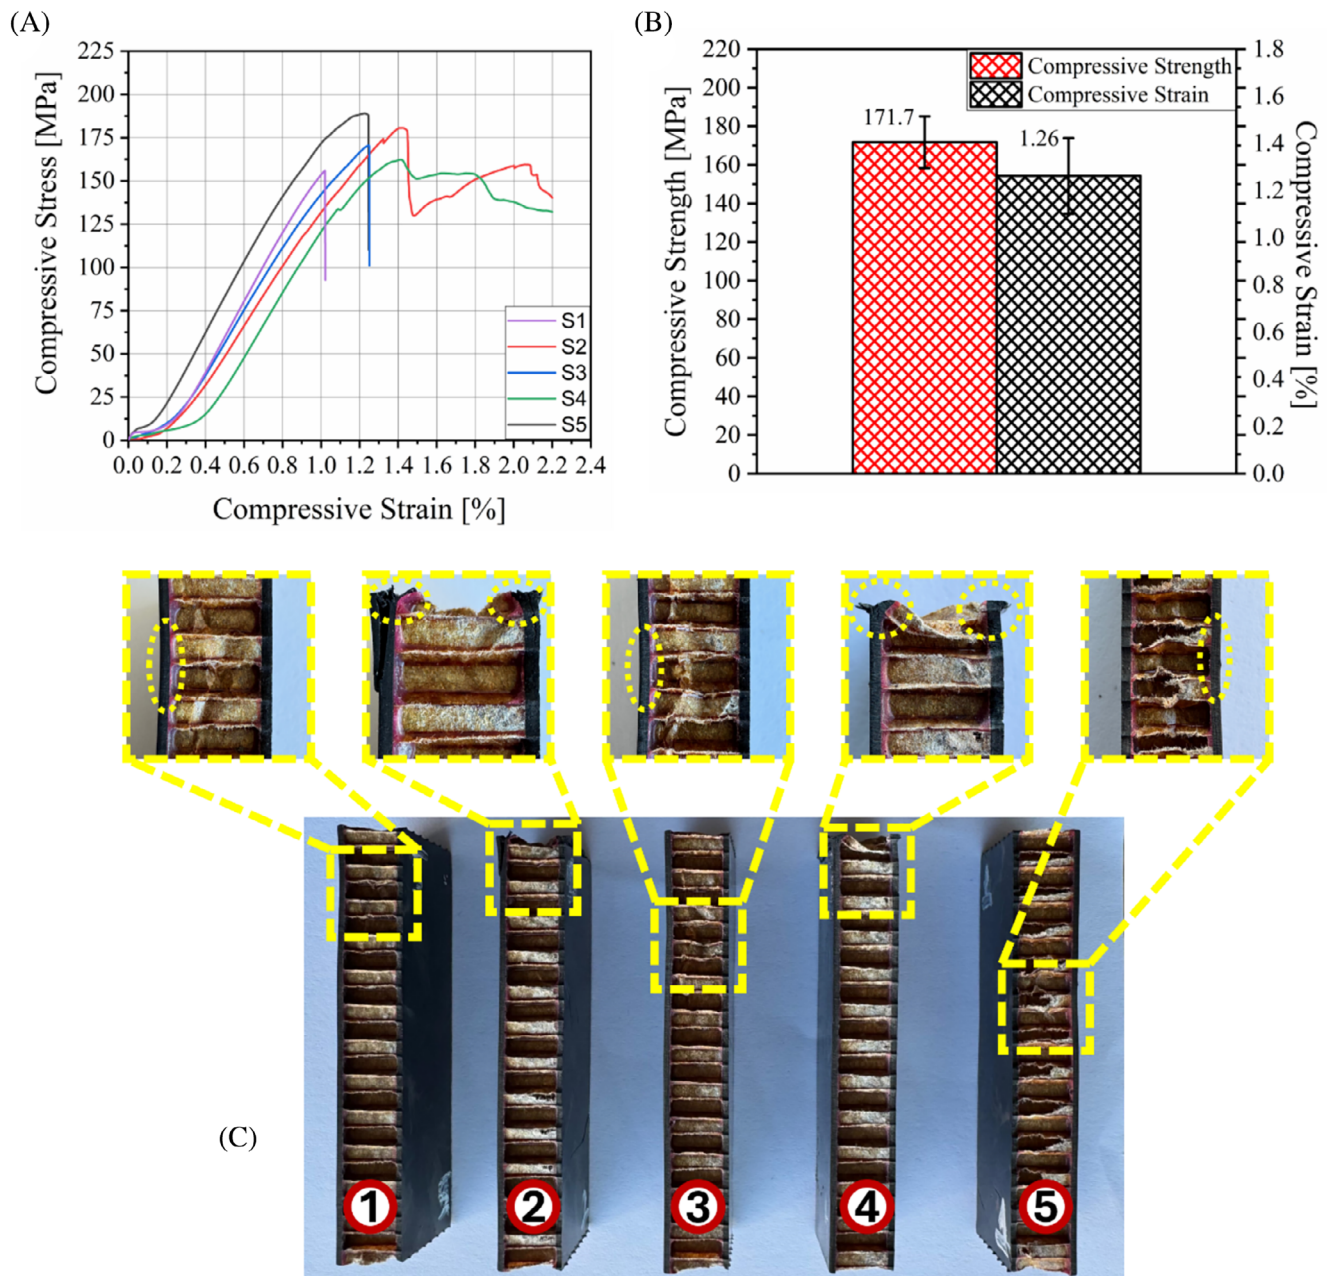 (A)
Compressive Stress [MPa]
225
200
175
150
125
100
75
50
25
0
0.0 0.2 0.4 0.6 0.8 1.0 1.2 1.4 1.6 1.8 2.0 2.2 2.4
Compressive Strain [%]
S1
S2
S3
S4
S5
(B)
Compressive Strength [MPa]
220
200
180
160
140
120
100
80
60
40
20
0
Compressive Strength
Compressive Strain
171.7
1.26
1.8
1.6
1.4
1.2
1.0
0.8
0.6
0.4
0.2
0.0
Compressive Strain [%]
(C)
1
2
3
4
5